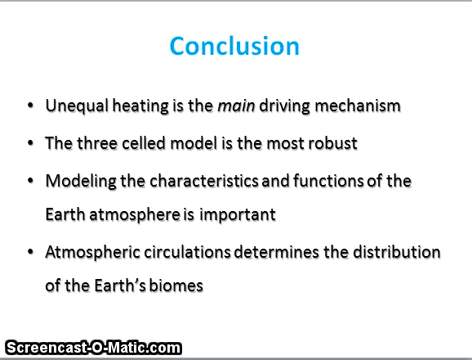 Conclusion
• Unequal heating is the main driving mechanism
• The three celled model is the most robust
• Modeling the characteristics and functions of the
Earth atmosphere is important
• Atmospheric circulations determines the distribution
of the Earth's biomes
Screencast-O-Matic.com